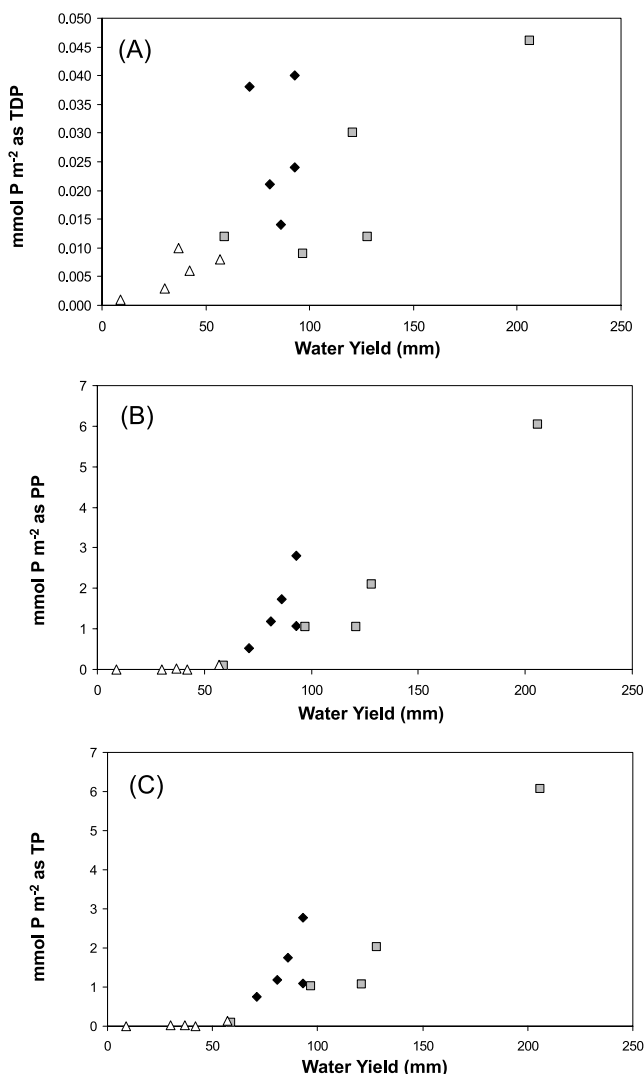 (A)
mmol P m-2 as TDP
0.050
0.045
0.040
0.035
0.030
0.025
0.020
0.015
0.010
0.005
0.000
0 50 100 150 200 250
Water Yield (mm)
(B)
mmol P m-2 as PP
7
6
5
4
3
2
1
0
0 50 100 150 200 250
Water Yield (mm)
(C)
mmol P m-2 as TP
7
6
5
4
3
2
1
0
0 50 100 150 200 250
Water Yield (mm)